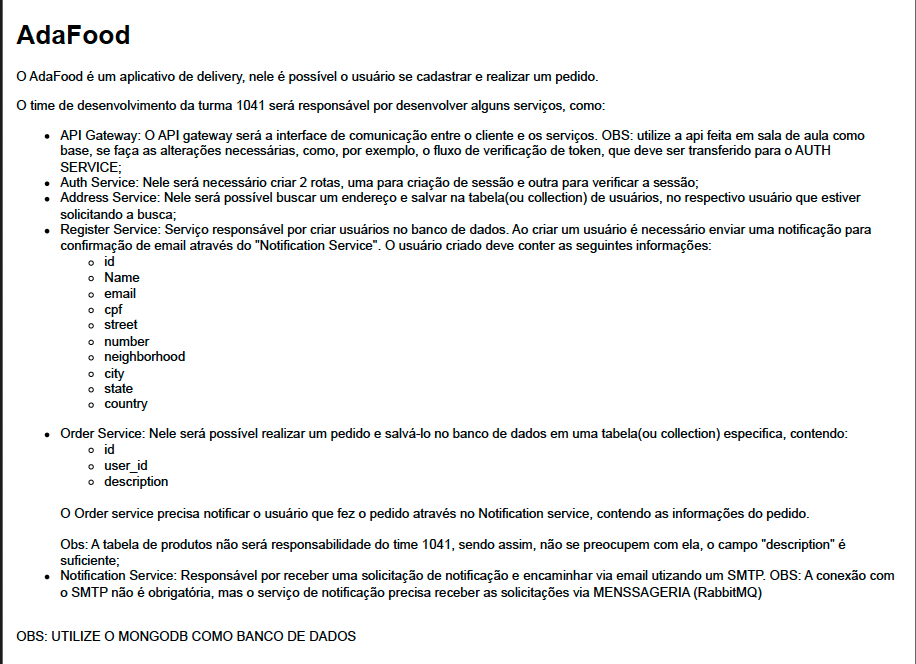 AdaFood
O AdaFood é um aplicativo de delivery, nele é possível o usuário se cadastrar e realizar um pedido.
O time de desenvolvimento da turma 1041 será responsável por desenvolver alguns serviços, como:
• API Gateway: O API gateway será a interface de comunicação entre o cliente e os serviços. OBS: utilize a api feita em sala de aula como
base, se faça as alterações necessárias, como, por exemplo, o fluxo de verificação de token, que deve ser transferido para o AUTH
SERVICE;
• Auth Service: Nele será necessário criar 2 rotas, uma para criação de sessão e outra para verificar a sessão;
• Address Service: Nele será possível buscar um endereço e salvar na tabela(ou collection) de usuários, no respectivo usuário que estiver
solicitando a busca;
• Register Service: Serviço responsável por criar usuários no banco de dados. Ao criar um usuário é necessário enviar uma notificação para
confirmação de email através do "Notification Service". O usuário criado deve conter as seguintes informações:
◦ id
◦ Name
◦ email
◦ cpf
◦ street
◦ number
◦ neighborhood
◦ city
◦ state
◦ country
• Order Service: Nele será possível realizar um pedido e salvá-lo no banco de dados em uma tabela(ou collection) especifica, contendo:
◦ id
◦ user_id
◦ description
O Order service precisa notificar o usuário que fez o pedido através no Notification service, contendo as informações do pedido.
Obs: A tabela de produtos não será responsabilidade do time 1041, sendo assim, não se preocupem com ela, o campo "description" é
suficiente;
• Notification Service: Responsável por receber uma solicitação de notificação e encaminhar via email utizando um SMTP. OBS: A conexão com
o SMTP não é obrigatória, mas o serviço de notificação precisa receber as solicitações via MENSSAGERIA (RabbitMQ)
OBS: UTILIZE O MONGODB COMO BANCO DE DADOS